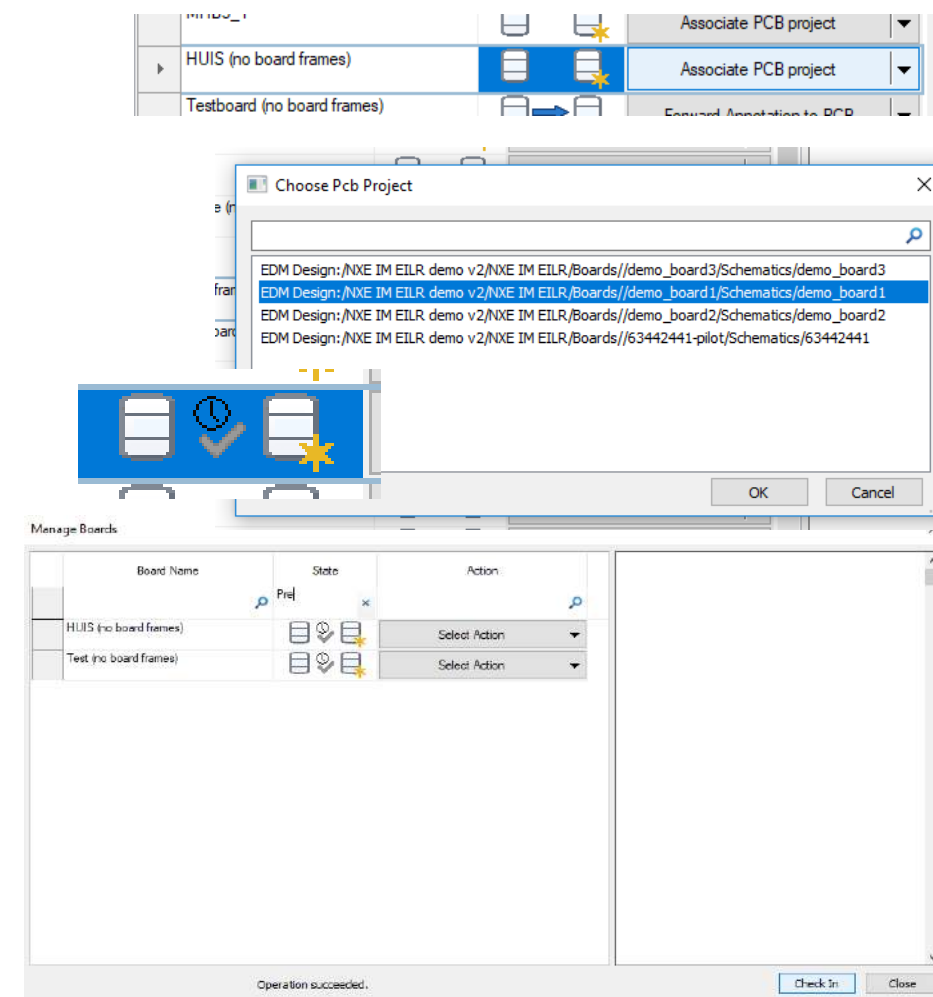 MHBS_1
Associate PCB project
HUIS (no board frames)
Associate PCB project
Testboard (no board frames)
Forward Annotation to PCB
Choose Pcb Project
EDM Design:/NXE IM EILR demo v2/NXE IM EILR/Boards//demo_board3/Schematics/demo_board3
EDM Design:/NXE IM EILR demo v2/NXE IM EILR/Boards//demo_board1/Schematics/demo_board1
EDM Design:/NXE IM EILR demo v2/NXE IM EILR/Boards//demo_board2/Schematics/demo_board2
EDM Design:/NXE IM EILR demo v2/NXE IM EILR/Boards//63442441-pilot/Schematics/63442441
OK Cancel
Manage Boards
Board Name State Action
Pre
HUIS (no board frames) Select Action
Test (no board frames) Select Action
Operation succeeded.
Check In Close